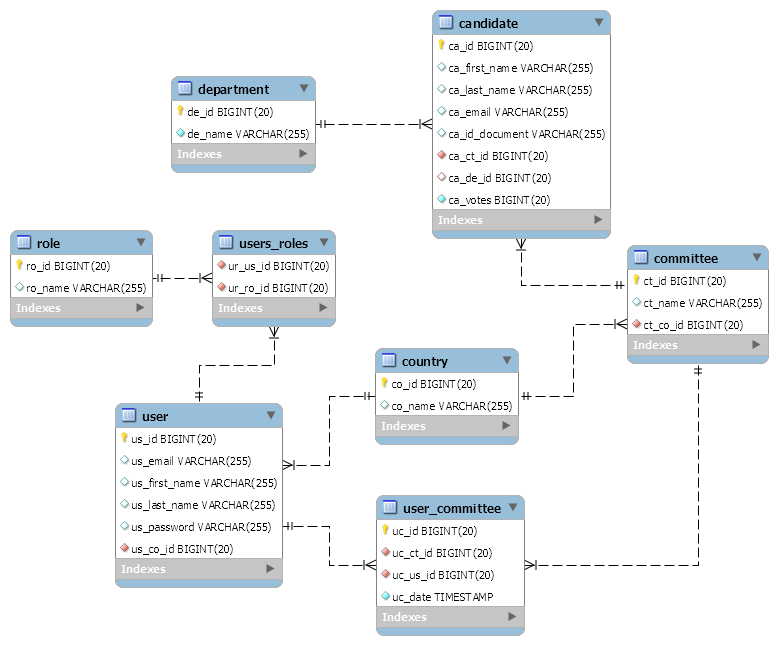 candidate
ca_id BIGINT(20)
ca_first_name VARCHAR(255)
ca_last_name VARCHAR(255)
ca_email VARCHAR(255)
ca_id_document VARCHAR(255)
ca_ct_id BIGINT(20)
ca_de_id BIGINT(20)
ca_votes BIGINT(20)
Indexes
department
de_id BIGINT(20)
de_name VARCHAR(255)
Indexes
role
ro_id BIGINT(20)
ro_name VARCHAR(255)
Indexes
users_roles
ur_us_id BIGINT(20)
ur_ro_id BIGINT(20)
Indexes
committee
ct_id BIGINT(20)
ct_name VARCHAR(255)
ct_co_id BIGINT(20)
Indexes
country
co_id BIGINT(20)
co_name VARCHAR(255)
Indexes
user
us_id BIGINT(20)
us_email VARCHAR(255)
us_first_name VARCHAR(255)
us_last_name VARCHAR(255)
us_password VARCHAR(255)
us_co_id BIGINT(20)
Indexes
user_committee
uc_id BIGINT(20)
uc_ct_id BIGINT(20)
uc_us_id BIGINT(20)
uc_date TIMESTAMP
Indexes